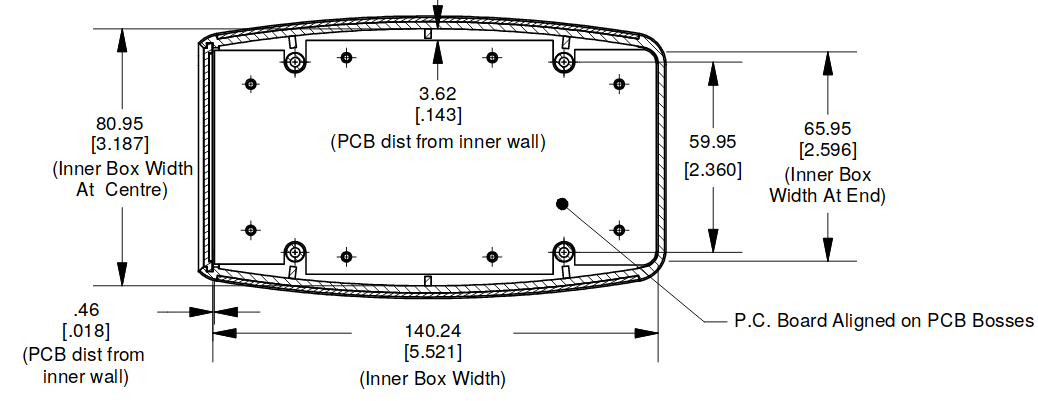 80.95
[3.187]
(Inner Box Width
At Centre)
3.62
[.143]
(PCB dist from inner wall)
59.95
[2.360]
65.95
[2.596]
(Inner Box
Width At End)
.46
[.018]
(PCB dist from
inner wall)
140.24
[5.521]
(Inner Box Width)
P.C. Board Aligned on PCB Bosses